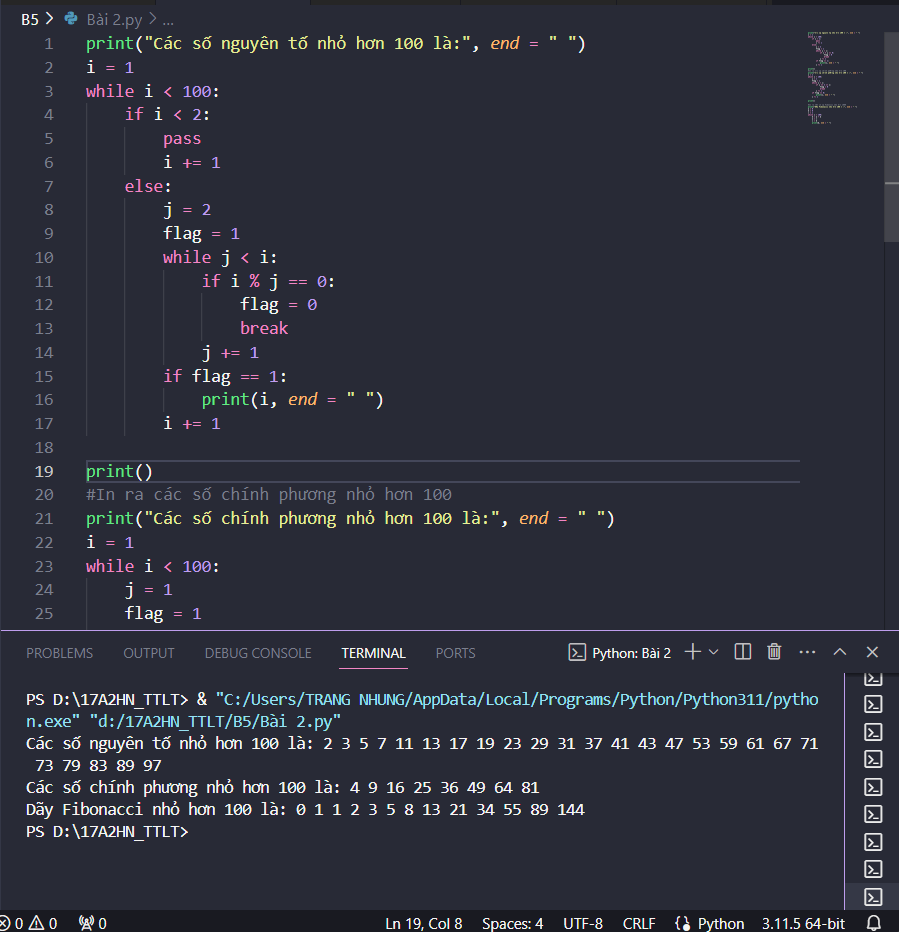 B5 > Bài 2.py > ...
1 print("Các số nguyên tố nhỏ hơn 100 là:", end = " ")
2 i = 1
3 while i < 100:
4     if i < 2:
5         pass
6         i += 1
7     else:
8         j = 2
9         flag = 1
10         while j < i:
11             if i % j == 0:
12                 flag = 0
13                 break
14             j += 1
15         if flag == 1:
16             print(i, end = " ")
17         i += 1
18
19 print()
20 #In ra các số chính phương nhỏ hơn 100
21 print("Các số chính phương nhỏ hơn 100 là:", end = " ")
22 i = 1
23 while i < 100:
24     j = 1
25     flag = 1
PROBLEMS OUTPUT DEBUG CONSOLE TERMINAL PORTS Python: Bài 2
PS D:\17A2HN_TTLT> & "C:/Users/TRANG NHUNG/AppData/Local/Programs/Python/Python311/pytho
n.exe" "d:/17A2HN_TTLT/B5/Bài 2.py"
Các số nguyên tố nhỏ hơn 100 là: 2 3 5 7 11 13 17 19 23 29 31 37 41 43 47 53 59 61 67 71
 73 79 83 89 97
Các số chính phương nhỏ hơn 100 là: 4 9 16 25 36 49 64 81
Dãy Fibonacci nhỏ hơn 100 là: 0 1 1 2 3 5 8 13 21 34 55 89 144
PS D:\17A2HN_TTLT>
0 0 0 Ln 19, Col 8 Spaces: 4 UTF-8 CRLF Python 3.11.5 64-bit